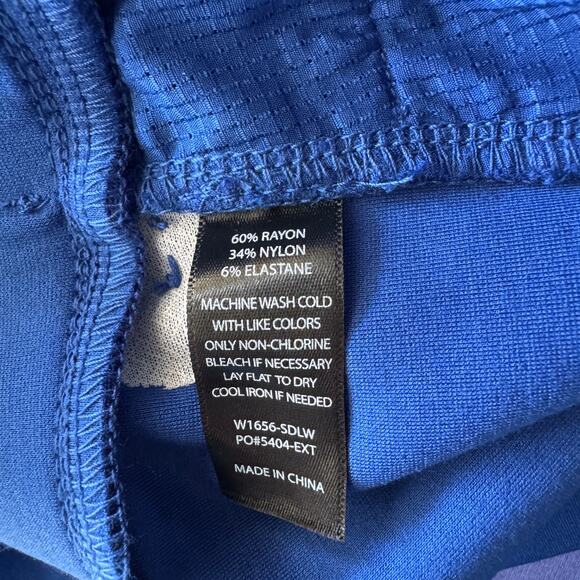 60% RAYON
34% NYLON
6% ELASTANE
MACHINE WASH COLD
WITH LIKE COLORS
ONLY NON-CHLORINE
BLEACH IF NECESSARY
LAY FLAT TO DRY
COOL IRON IF NEEDED
W1656-SDLW
PO#5404-EXT
MADE IN CHINA